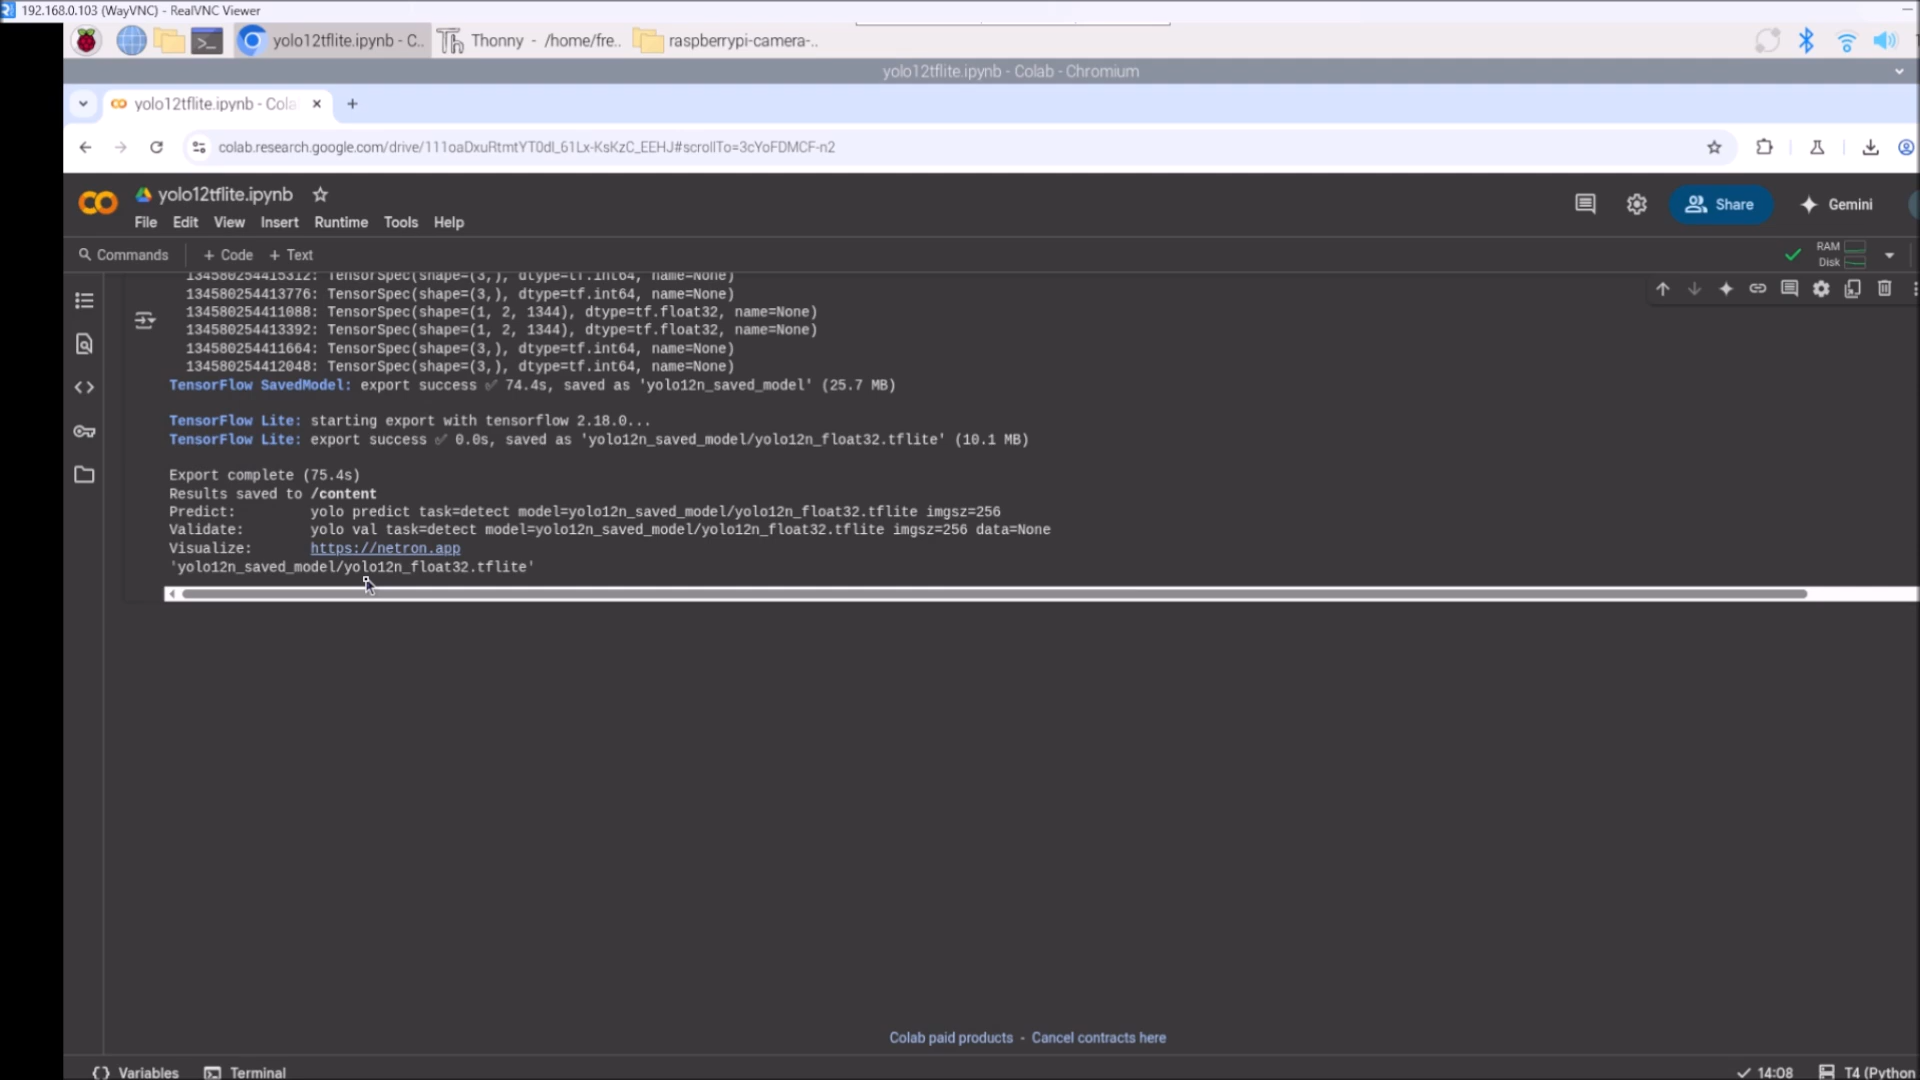 192.168.0.103 (WayVNC) - RealVNC Viewer
yolo12tflite.ipynb - C..
Thonny - /home/fre..
raspberrypi-camera-..
yolo12tflite.ipynb - Colab - Chromium
yolo12tflite.ipynb - Cola
colab.research.google.com/drive/111oaDxuRtmtYT0dl_61Lx-KsKzC_EEHJ#scrollTo=3cYoFDMCF-n2
yolo12tflite.ipynb
Share
Gemini
File Edit View Insert Runtime Tools Help
Commands + Code + Text
RAM
Disk
134580254415312: TensorSpec(shape=(3,), dtype=tf.int64, name=None)
134580254413776: TensorSpec(shape=(3,), dtype=tf.int64, name=None)
134580254411088: TensorSpec(shape=(1, 2, 1344), dtype=tf.float32, name=None)
134580254413392: TensorSpec(shape=(1, 2, 1344), dtype=tf.float32, name=None)
134580254411664: TensorSpec(shape=(3,), dtype=tf.int64, name=None)
134580254412048: TensorSpec(shape=(3,), dtype=tf.int64, name=None)
TensorFlow SavedModel: export success ✅ 74.4s, saved as 'yolo12n_saved_model' (25.7 MB)
TensorFlow Lite: starting export with tensorflow 2.18.0...
TensorFlow Lite: export success ✅ 0.0s, saved as 'yolo12n_saved_model/yolo12n_float32.tflite' (10.1 MB)
Export complete (75.4s)
Results saved to /content
Predict: yolo predict task=detect model=yolo12n_saved_model/yolo12n_float32.tflite imgsz=256
Validate: yolo val task=detect model=yolo12n_saved_model/yolo12n_float32.tflite imgsz=256 data=None
Visualize: https://netron.app
'yolo12n_saved_model/yolo12n_float32.tflite'
Colab paid products - Cancel contracts here
Variables Terminal
14:08 T4 (Python